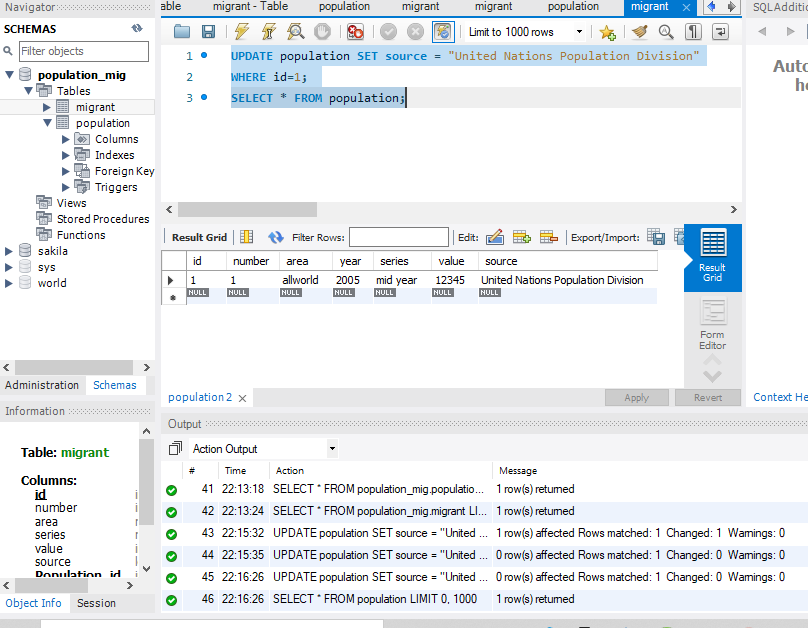 Navigator
able
migrant - Table
population
migrant
migrant
population
migrant
SQLAdditio
SCHEMAS
Filter objects
Limit to 1000 rows
population_mig
Tables
migrant
population
Columns
Indexes
Foreign Key
Triggers
Views
Stored Procedures
Functions
sakila
sys
world
1 UPDATE population SET source = "United Nations Population Division"
2 WHERE id=1;
3 SELECT * FROM population;
Auto
he
Result Grid Filter Rows: Edit: Export/Import:
id number area year series value source
1 1 allworld 2005 mid year 12345 United Nations Population Division
NULL NULL NULL NULL NULL NULL NULL
Result
Grid
Form
Editor
Administration Schemas
population 2
Apply Revert
Context He
Information
Table: migrant
Columns:
id
number
area
series
value
source
Population_id
Object Info Session
Output
Action Output
# Time Action Message
41 22:13:18 SELECT * FROM population_mig.populatio... 1 row(s) returned
42 22:13:24 SELECT * FROM population_mig.migrant LI... 1 row(s) returned
43 22:15:32 UPDATE population SET source = "United ... 1 row(s) affected Rows matched: 1 Changed: 1 Warnings: 0
44 22:15:35 UPDATE population SET source = "United ... 0 row(s) affected Rows matched: 1 Changed: 0 Warnings: 0
45 22:16:26 UPDATE population SET source = "United ... 0 row(s) affected Rows matched: 1 Changed: 0 Warnings: 0
46 22:16:26 SELECT * FROM population LIMIT 0, 1000 1 row(s) returned